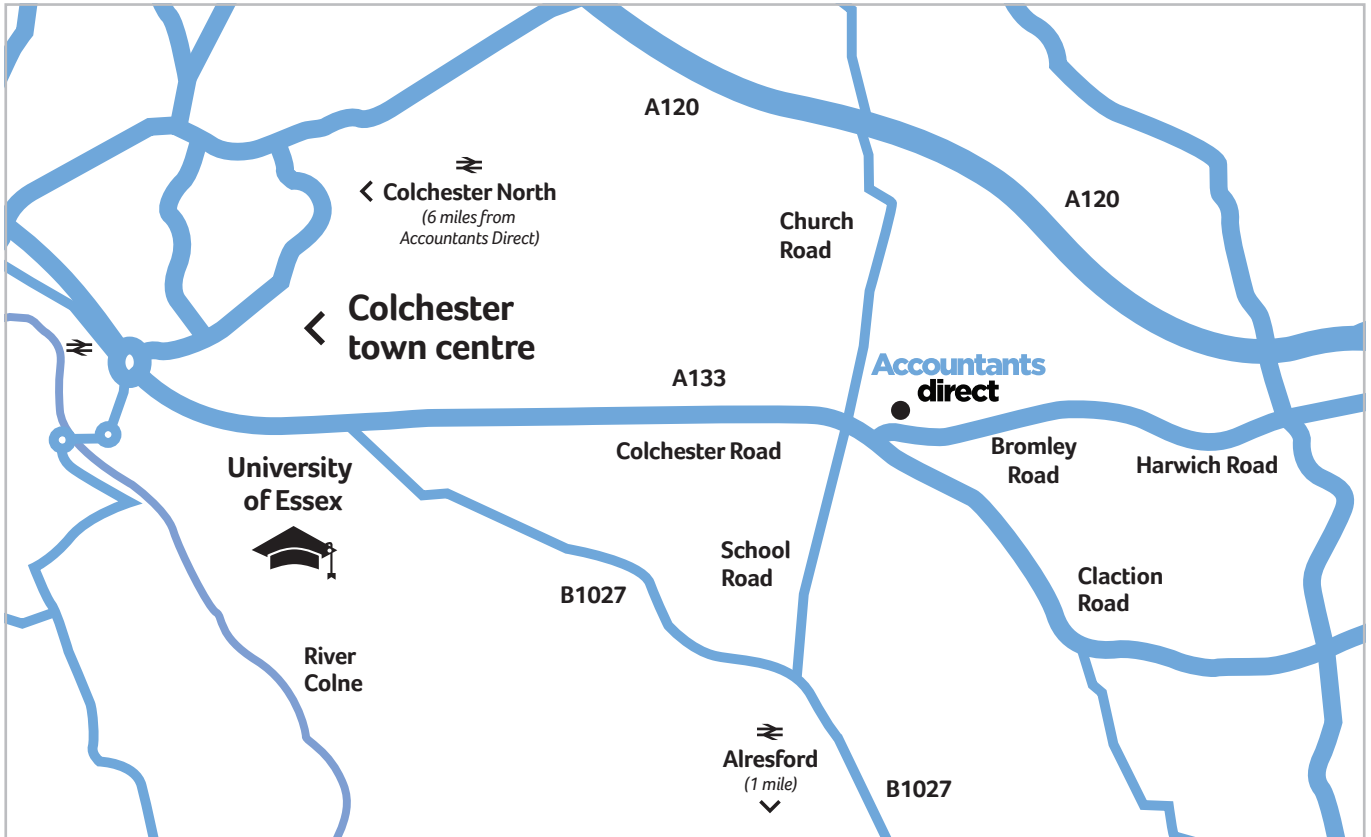 A120
Colchester North
(6 miles from
Accountants Direct)
A120
Church
Road
Colchester
town centre
Accountants
direct
A133
Colchester Road
Bromley
Road
Harwich Road
University
of Essex
School
Road
Claction
Road
B1027
River
Colne
Alresford
(1 mile)
B1027